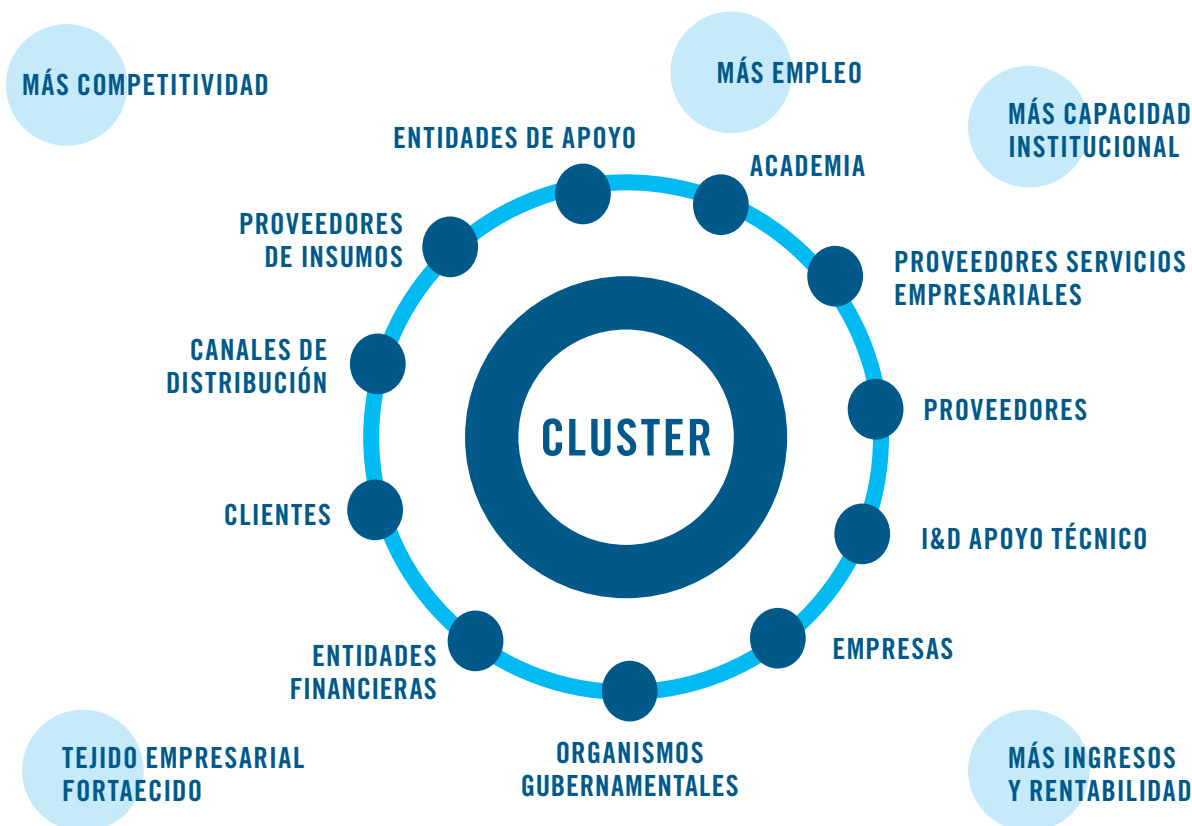 MÁS COMPETITIVIDAD
MÁS EMPLEO
MÁS CAPACIDAD
INSTITUCIONAL
ENTIDADES DE APOYO
ACADEMIA
PROVEEDORES
DE INSUMOS
PROVEEDORES SERVICIOS
EMPRESARIALES
CANALES DE
DISTRIBUCIÓN
PROVEEDORES
CLUSTER
CLIENTES
I&D APOYO TÉCNICO
ENTIDADES
FINANCIERAS
EMPRESAS
ORGANISMOS
GUBERNAMENTALES
TEJIDO EMPRESARIAL
FORTAECIDO
MÁS INGRESOS
Y RENTABILIDAD